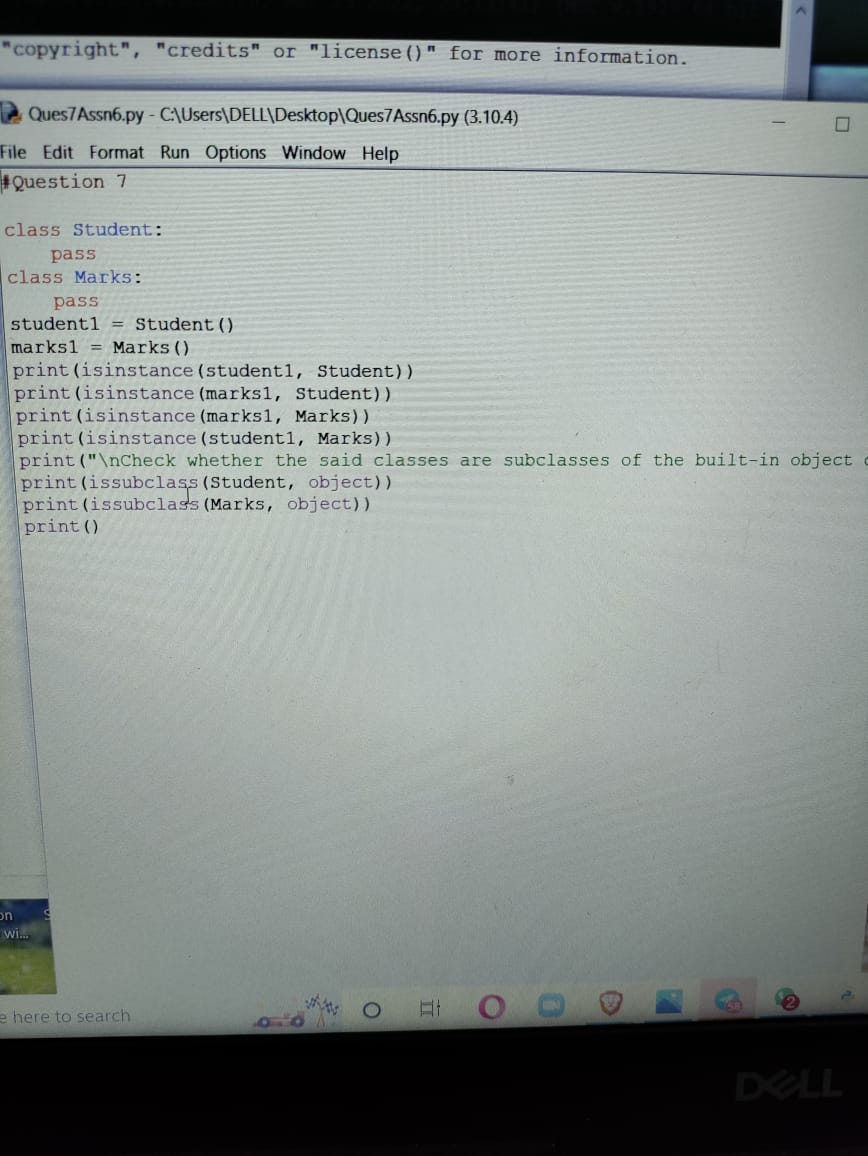 "copyright", "credits" or "license()" for more information.
Ques7Assn6.py - C:\Users\DELL\Desktop\Ques7Assn6.py (3.10.4)
File Edit Format Run Options Window Help
#Question 7
class Student:
    pass
class Marks:
    pass
student1 = Student()
marks1 = Marks()
print(isinstance(student1, Student))
print(isinstance(marks1, Student))
print(isinstance(marks1, Marks))
print(isinstance(student1, Marks))
print("\nCheck whether the said classes are subclasses of the built-in object
print(issubclass(Student, object))
print(issubclass(Marks, object))
print()
on S
wi...
e here to search
58
2
DELL